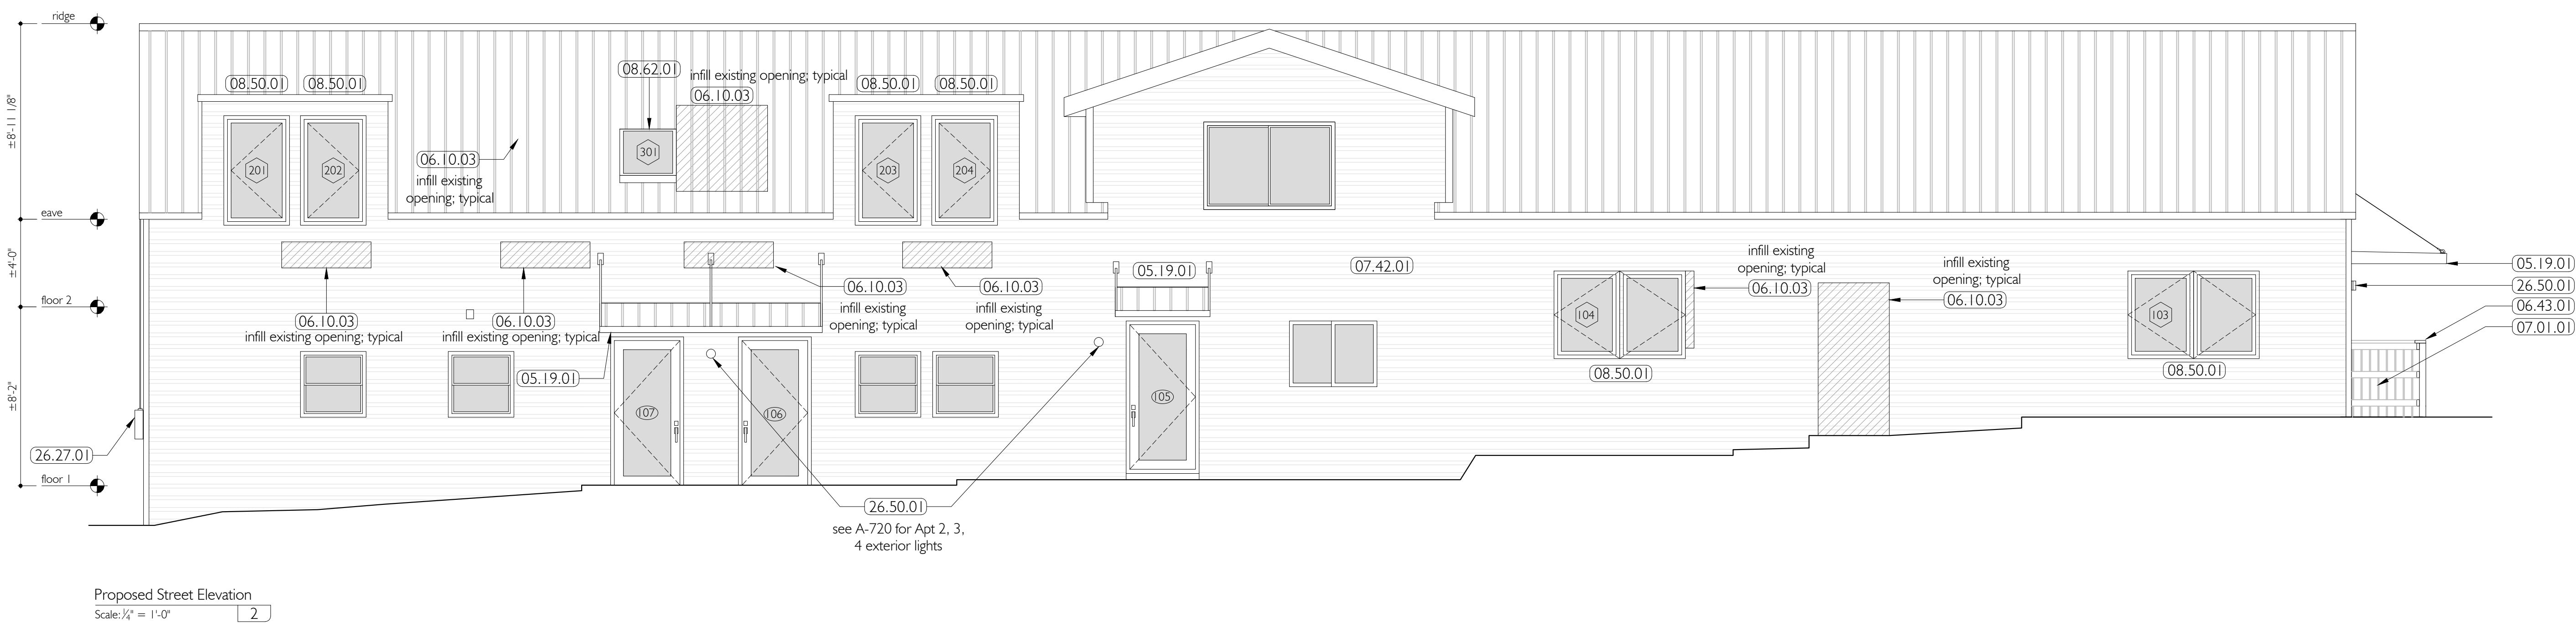 ridge
±8'-11 1/8"
eave
±4'-0"
floor 2
±8'-2"
floor 1
26.27.01
08.50.01
08.50.01
201
202
06.10.03
infill existing
opening; typical
08.62.01
infill existing opening; typical
06.10.03
301
08.50.01
08.50.01
203
204
06.10.03
infill existing opening; typical
06.10.03
infill existing opening; typical
05.19.01
06.10.03
infill existing
opening; typical
06.10.03
infill existing
opening; typical
107
106
26.50.01
see A-720 for Apt 2, 3,
4 exterior lights
05.19.01
105
07.42.01
104
08.50.01
infill existing
opening; typical
06.10.03
infill existing
opening; typical
06.10.03
103
08.50.01
05.19.01
26.50.01
06.43.01
07.01.01
Proposed Street Elevation
Scale: 1/4" = 1'-0"
2